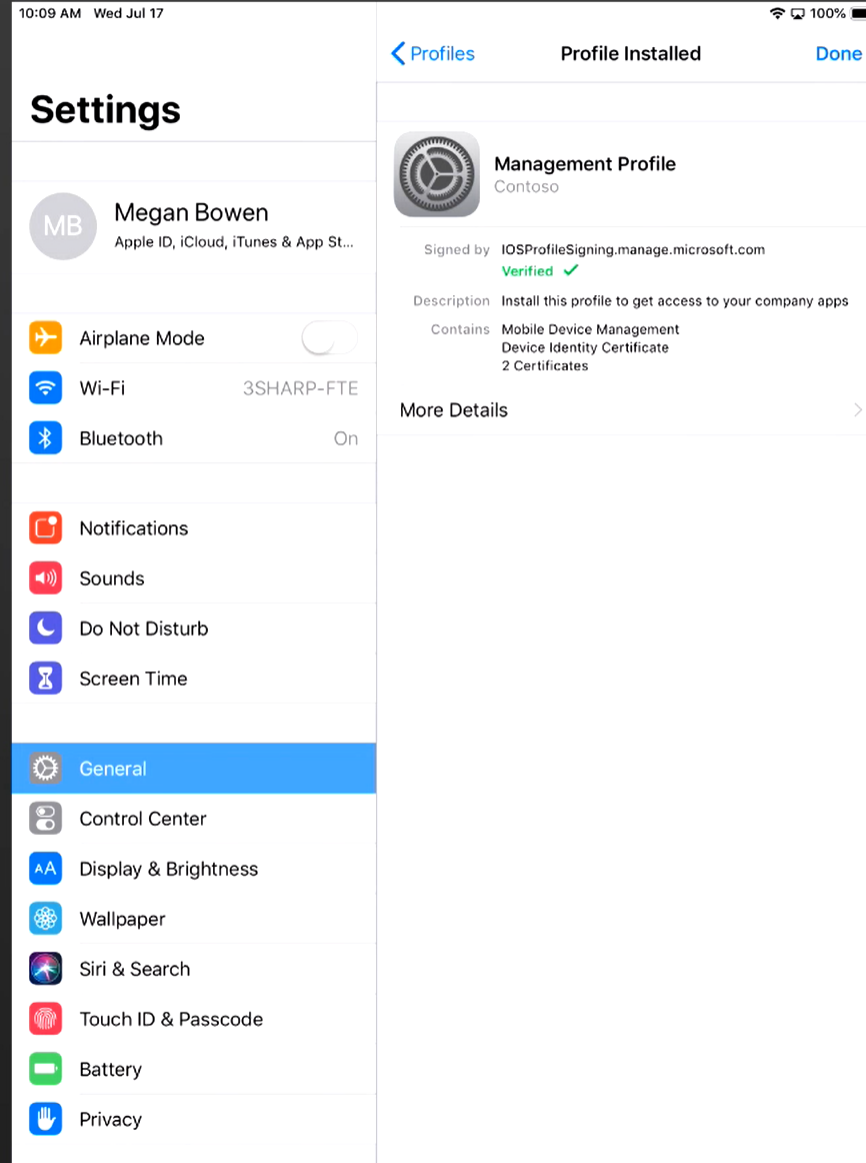 10:09 AM Wed Jul 17
100%
Settings
MB
Megan Bowen
Apple ID, iCloud, iTunes & App St...
Airplane Mode
Wi-Fi 3SHARP-FTE
Bluetooth On
Notifications
Sounds
Do Not Disturb
Screen Time
General
Control Center
AA
Display & Brightness
Wallpaper
Siri & Search
Touch ID & Passcode
Battery
Privacy
Profiles Profile Installed Done
Management Profile
Contoso
Signed by IOSProfileSigning.manage.microsoft.com
Verified
Description Install this profile to get access to your company apps
Contains Mobile Device Management
Device Identity Certificate
2 Certificates
More Details